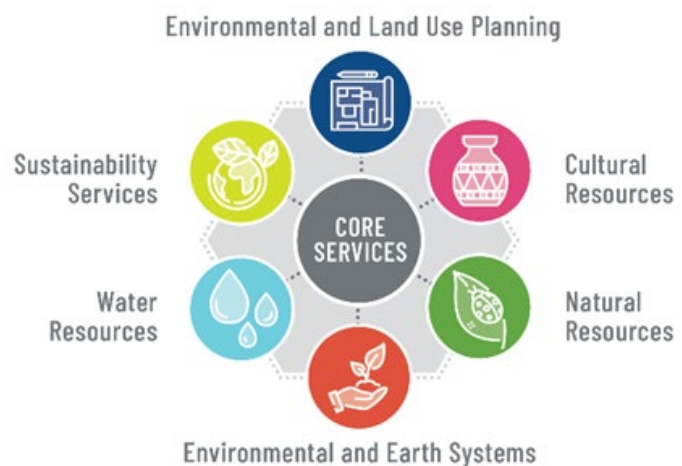 Environmental and Land Use Planning
Sustainability
Services
Cultural
Resources
CORE
SERVICES
Water
Resources
Natural
Resources
Environmental and Earth Systems